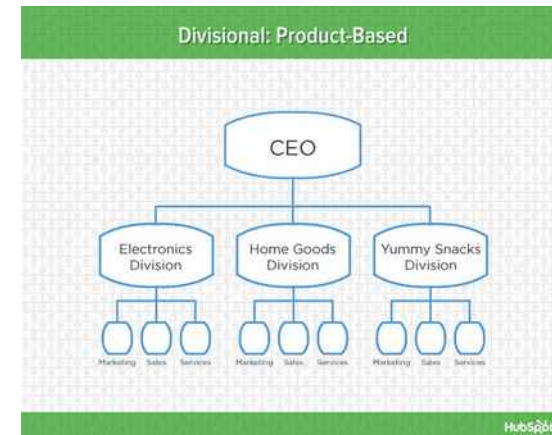 Divisional: Product-Based
CEO
Electronics
Division
Home Goods
Division
Yummy Snacks
Division
Marketing Sales Services
Marketing Sales Services
Marketing Sales Services
HubSpot